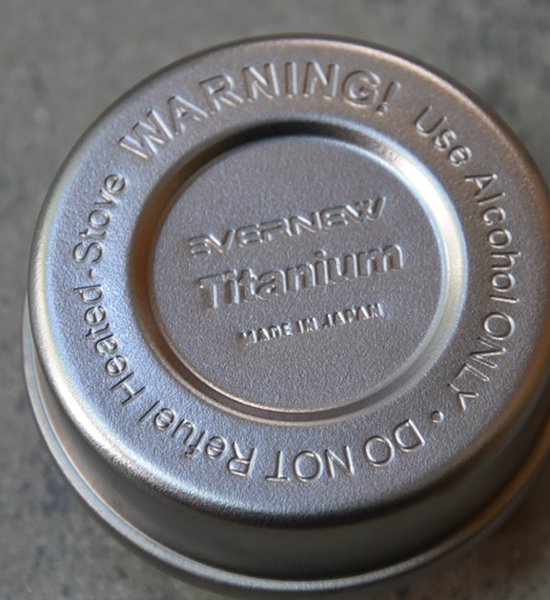 WARNING! Use Alcohol ONLY • DO NOT Refuel Heated-Stove
EVERNEW
Titanium
MADE IN JAPAN